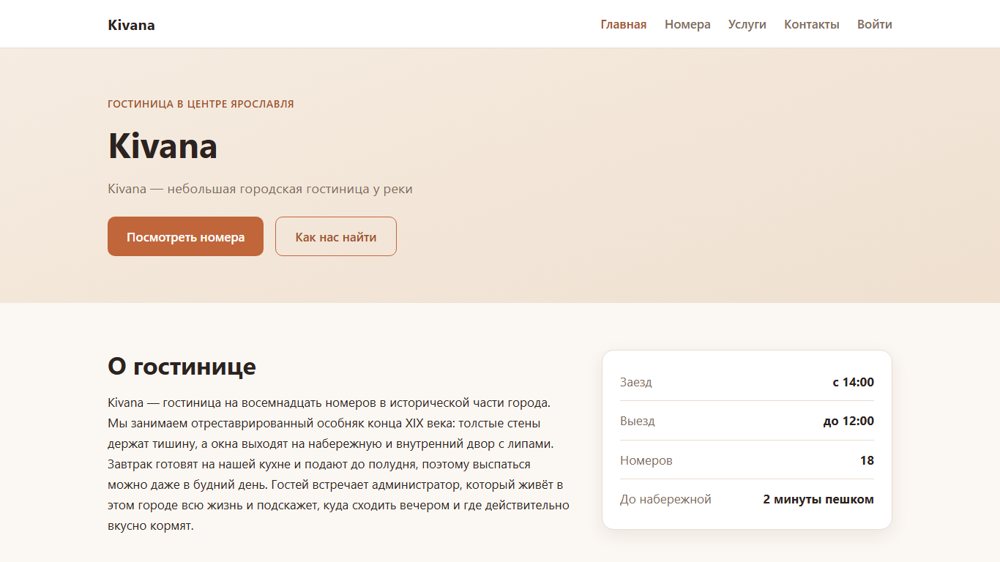 Kivana
Главная Номера Услуги Контакты Войти
ГОСТИНИЦА В ЦЕНТРЕ ЯРОСЛАВЛЯ
Kivana
Kivana — небольшая городская гостиница у реки
Посмотреть номера Как нас найти
О гостинице
Kivana — гостиница на восемнадцать номеров в исторической части города.
Мы занимаем отреставрированный особняк конца XIX века: толстые стены
держат тишину, а окна выходят на набережную и внутренний двор с липами.
Завтрак готовят на нашей кухне и подают до полудня, поэтому выспаться
можно даже в будний день. Гостей встречает администратор, который живёт в
этом городе всю жизнь и подскажет, куда сходить вечером и где действительно
вкусно кормят.
Заезд с 14:00
Выезд до 12:00
Номеров 18
До набережной 2 минуты пешком